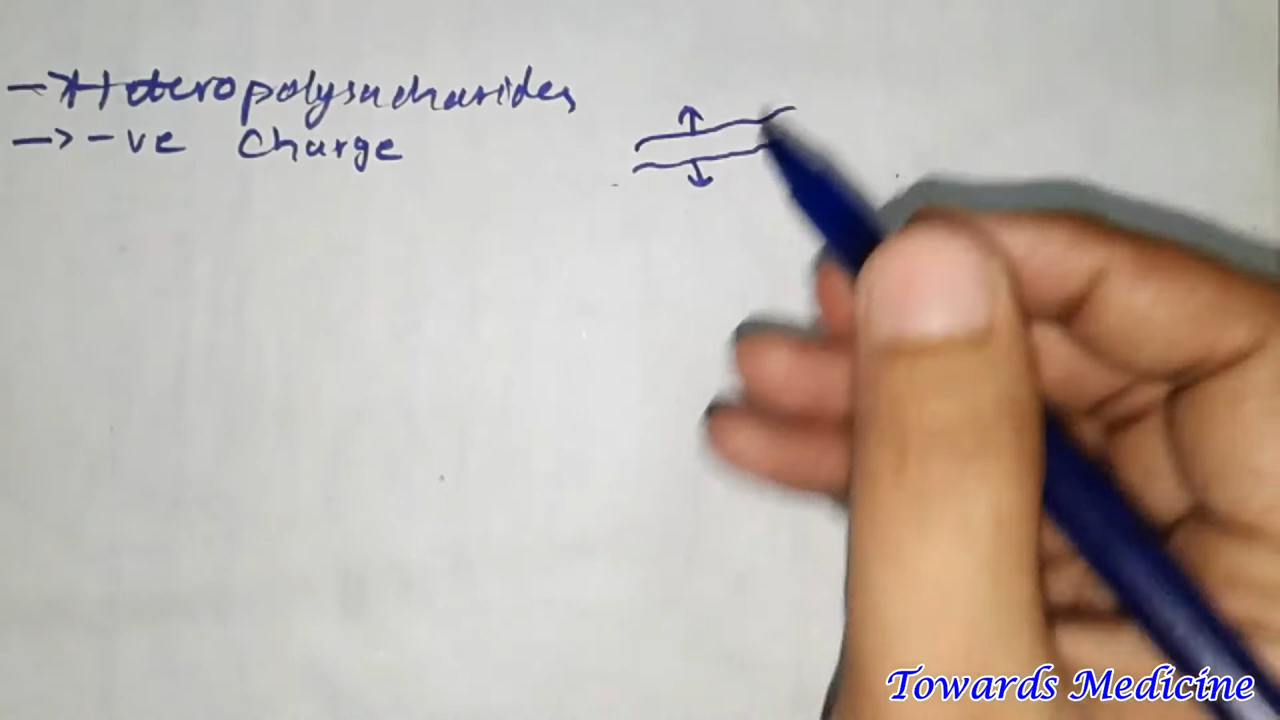 → Heteropolysaccharides
→ -ve charge
Towards Medicine